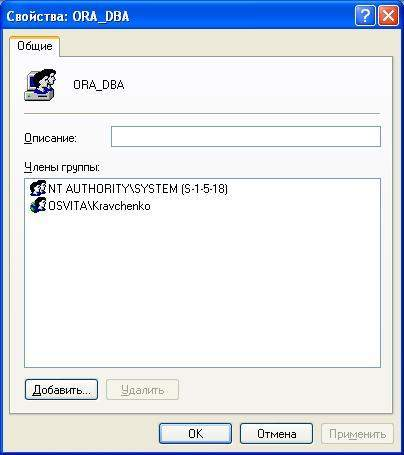 Свойства: ORA_DBA
Общие
ORA_DBA
Описание:
Члены группы:
NT AUTHORITY\SYSTEM (S-1-5-18)
OSVITA\Kravchenko
Добавить... Удалить
OK Отмена Применить